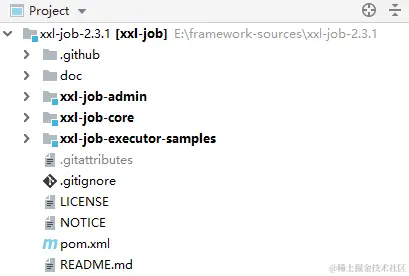 Project
xxl-job-2.3.1 [xxl-job] E:\framework-sources\xxl-job-2.3.1
.github
doc
xxl-job-admin
xxl-job-core
xxl-job-executor-samples
.gitattributes
.gitignore
LICENSE
NOTICE
pom.xml
README.md
@稀土掘金技术社区